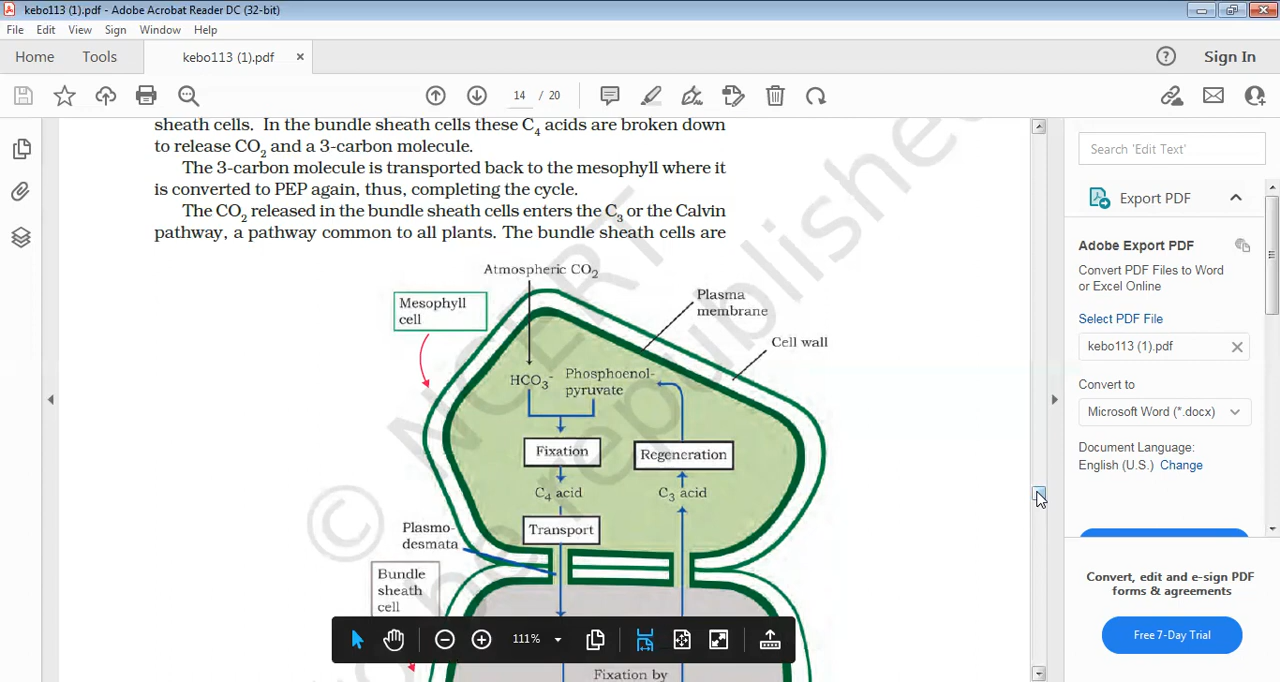 kebo113 (1).pdf - Adobe Acrobat Reader DC (32-bit)
File Edit View Sign Window Help
Home Tools kebo113 (1).pdf × Sign In
14 / 20
sheath cells. In the bundle sheath cells these C4 acids are broken down
to release CO2 and a 3-carbon molecule.
The 3-carbon molecule is transported back to the mesophyll where it
is converted to PEP again, thus, completing the cycle.
The CO2 released in the bundle sheath cells enters the C3 or the Calvin
pathway, a pathway common to all plants. The bundle sheath cells are
Atmospheric CO2
Mesophyll
cell
Plasma
membrane
Cell wall
HCO3-
Phosphoenol-
pyruvate
Fixation
Regeneration
C4 acid
C3 acid
Transport
Plasmo-
desmata
Bundle
sheath
cell
Fixation by
© NCERT
republished
111%
Search 'Edit Text'
Export PDF
Adobe Export PDF
Convert PDF Files to Word
or Excel Online
Select PDF File
kebo113 (1).pdf
Convert to
Microsoft Word (*.docx)
Document Language:
English (U.S.) Change
Convert, edit and e-sign PDF
forms & agreements
Free 7-Day Trial